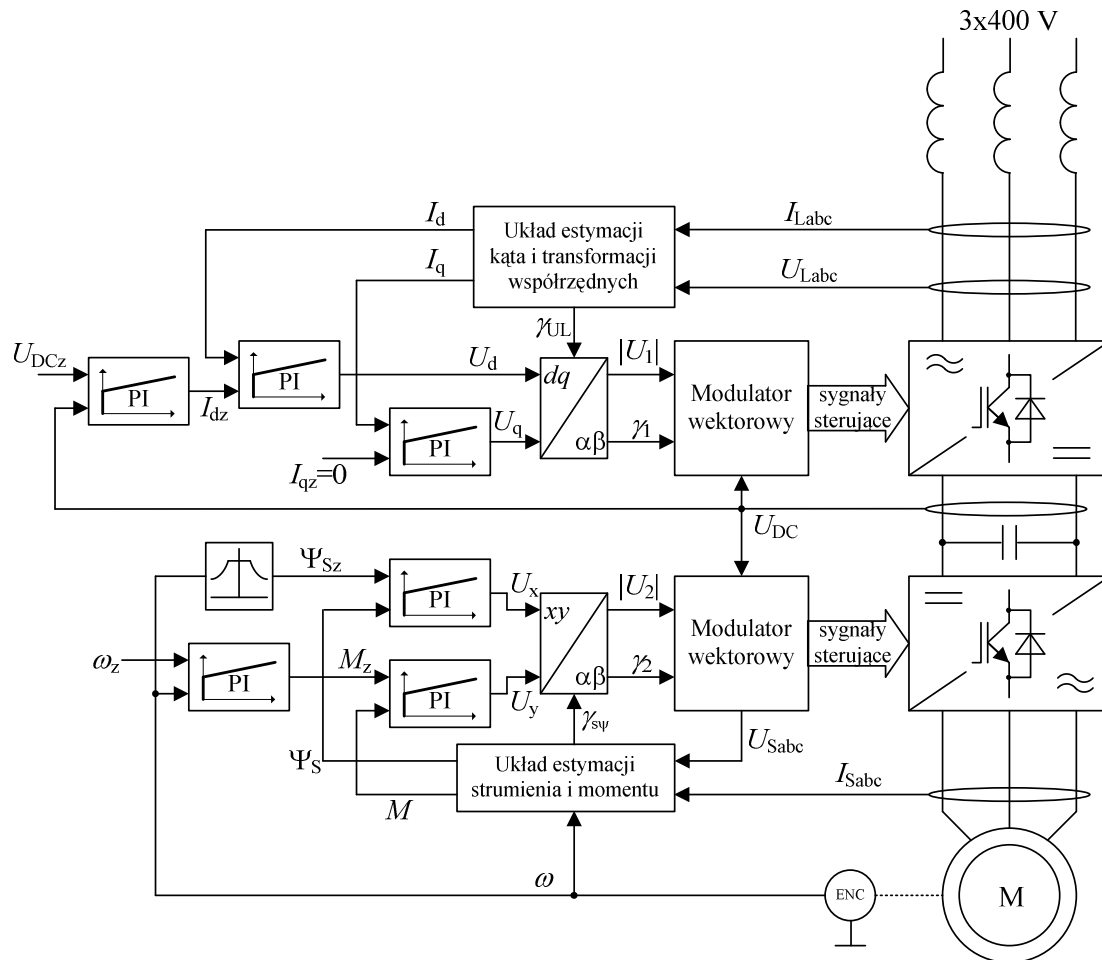 3x400 V
I_d
Układ estymacji
kąta i transformacji
współrzędnych
I_Labc
I_q
U_Labc
γ_UL
U_DCz
PI
I_dz
PI
U_d
dq
αβ
|U_1|
γ_1
Modulator
wektorowy
sygnały
sterujące
PI
U_q
I_qz=0
U_DC
Ψ_Sz
PI
U_x
xy
αβ
|U_2|
γ_2
Modulator
wektorowy
sygnały
sterujące
ω_z
PI
M_z
PI
U_y
γ_sψ
U_Sabc
Ψ_S
Układ estymacji
strumienia i momentu
I_Sabc
M
ω
ENC
M